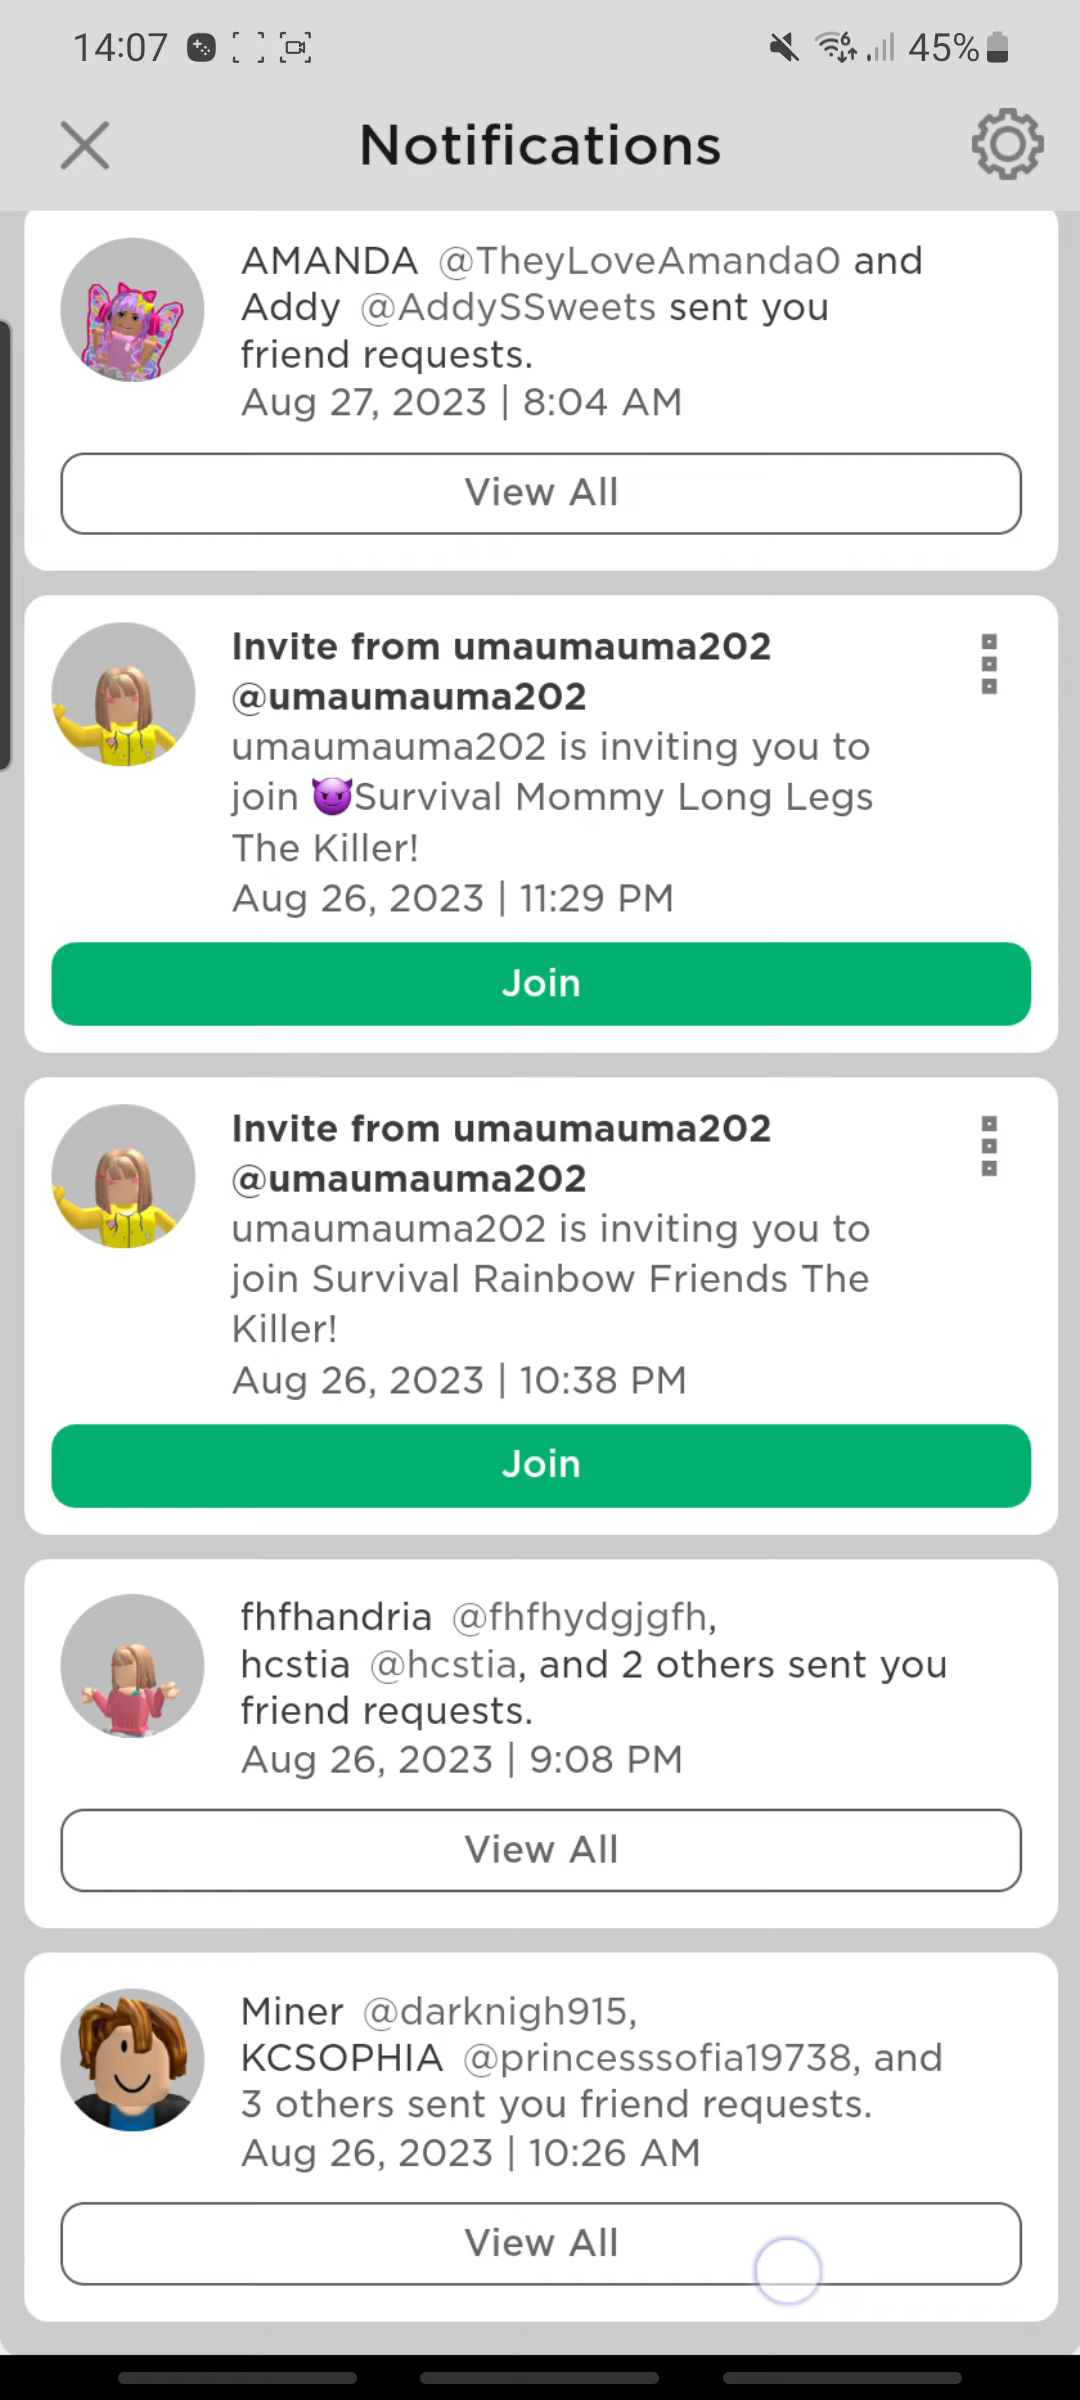 14:07 45%
Notifications
AMANDA @TheyLoveAmanda0 and
Addy @AddySSweets sent you
friend requests.
Aug 27, 2023 | 8:04 AM
View All
Invite from umaumauma202
@umaumauma202
umaumauma202 is inviting you to
join 😈Survival Mommy Long Legs
The Killer!
Aug 26, 2023 | 11:29 PM
Join
Invite from umaumauma202
@umaumauma202
umaumauma202 is inviting you to
join Survival Rainbow Friends The
Killer!
Aug 26, 2023 | 10:38 PM
Join
fhfhandria @fhfhydgjgfh,
hcstia @hcstia, and 2 others sent you
friend requests.
Aug 26, 2023 | 9:08 PM
View All
Miner @darknigh915,
KCSOPHIA @princesssofia19738, and
3 others sent you friend requests.
Aug 26, 2023 | 10:26 AM
View All